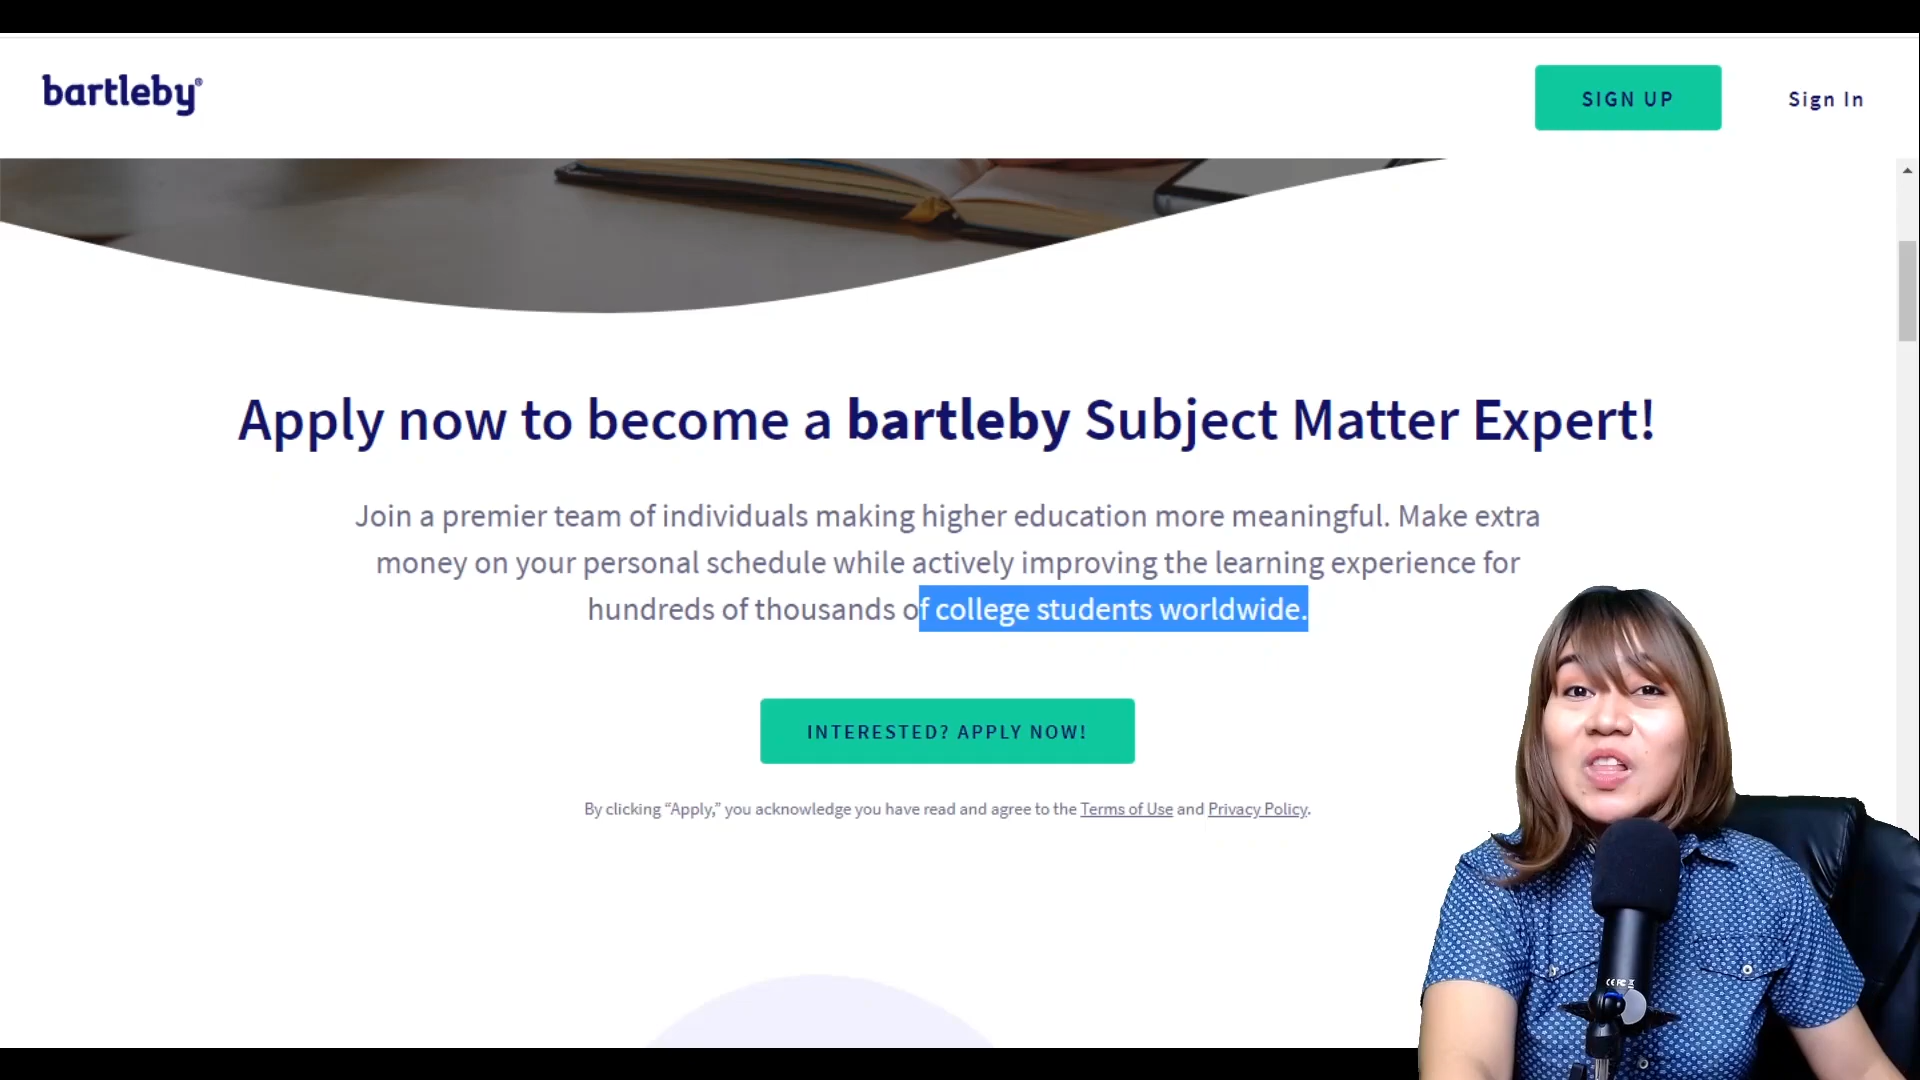 bartleby®
SIGN UP
Sign In
Apply now to become a bartleby Subject Matter Expert!
Join a premier team of individuals making higher education more meaningful. Make extra
money on your personal schedule while actively improving the learning experience for
hundreds of thousands of college students worldwide.
INTERESTED? APPLY NOW!
By clicking “Apply,” you acknowledge you have read and agree to the Terms of Use and Privacy Policy.